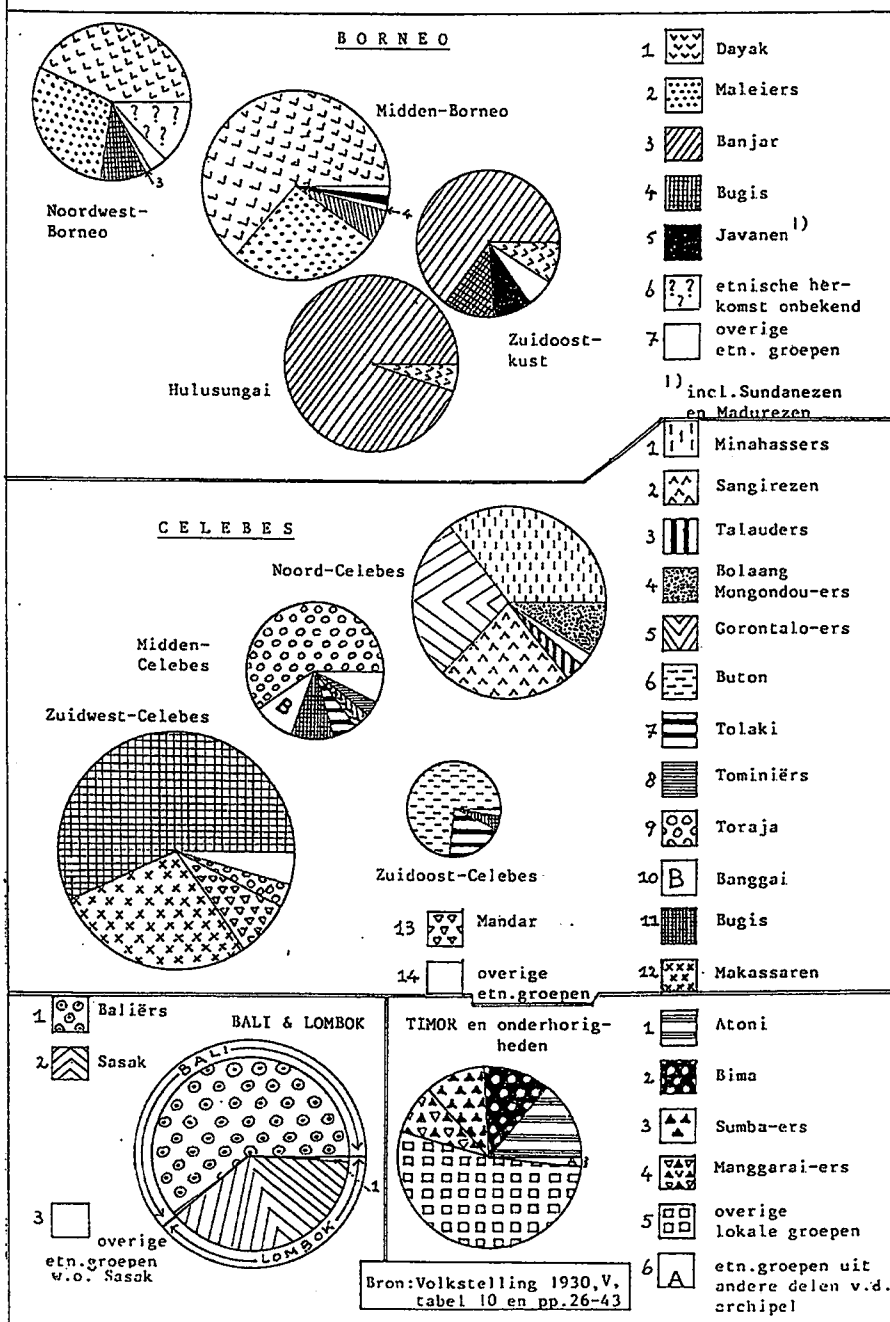 BORNEO
Noordwest-
Borneo
3
Midden-Borneo
4
Hulusungai
Zuidoost-
kust
? ? ? ? ?
1 Dayak
2 Maleiers
3 Banjar
4 Bugis
5 Javanen 1)
6 ? ? ? etnische her-
komst onbekend
7 overige
etn. groepen
1) incl.Sundanezen
en Madurezen
CELEBES
Noord-Celebes
Midden-
Celebes
B
Zuidwest-Celebes
Zuidoost-Celebes
1 Minahassers
2 Sangirezen
3 Talauders
4 Bolaang
Mongondou-ers
5 Gorontalo-ers
6 Buton
7 Tolaki
8 Tominiërs
9 Toraja
10 B Banggai
11 Bugis
12 Makassaren
13 Mandar
14 overige
etn.groepen
BALI & LOMBOK
1 Baliërs
2 Sasak
3 overige
etn.groepen
w.o. Sasak
BALI
LOMBOK
1
TIMOR en onderhorig-
heden
A
3
1 Atoni
2 Bima
3 Sumba-ers
4 Manggarai-ers
5 overige
lokale groepen
6 A etn.groepen uit
andere delen v.d.
archipel
Bron:Volkstelling 1930,V,
tabel 10 en pp.26-43